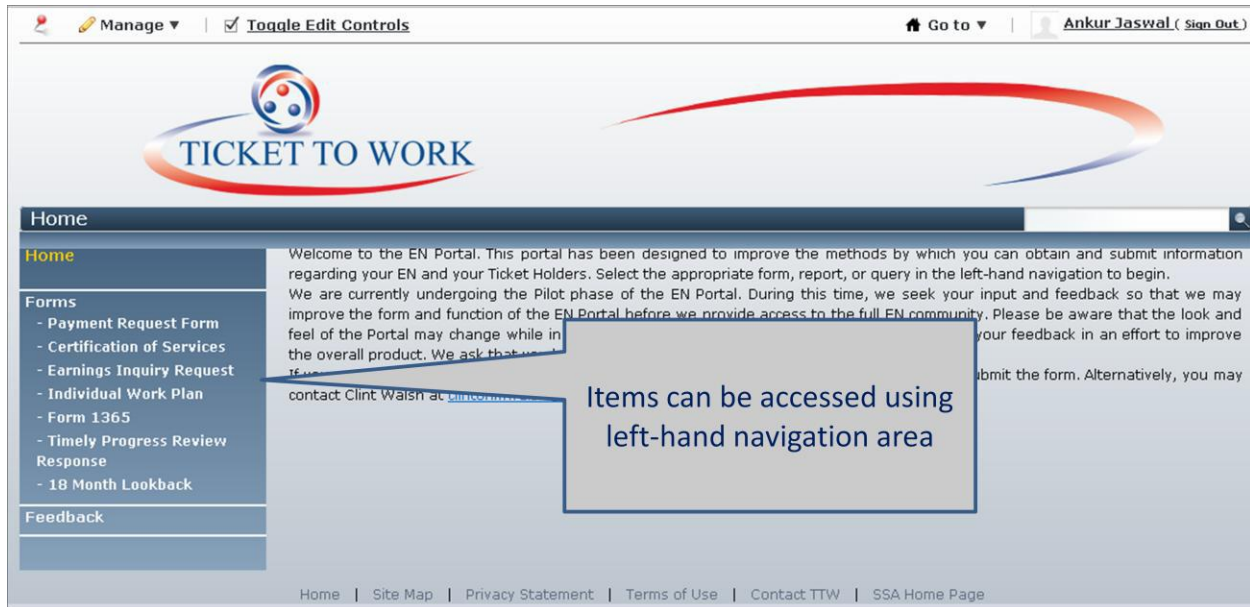 Manage ▼ | Toggle Edit Controls Go to ▼ | Ankur Jaswal ( Sign Out )
TICKET TO WORK
Home
Home
Forms
- Payment Request Form
- Certification of Services
- Earnings Inquiry Request
- Individual Work Plan
- Form 1365
- Timely Progress Review
Response
- 18 Month Lookback
Feedback
Welcome to the EN Portal. This portal has been designed to improve the methods by which you can obtain and submit information
regarding your EN and your Ticket Holders. Select the appropriate form, report, or query in the left-hand navigation to begin.
We are currently undergoing the Pilot phase of the EN Portal. During this time, we seek your input and feedback so that we may
improve the form and function of the EN Portal before we provide access to the full EN community. Please be aware that the look and
feel of the Portal may change while in your feedback in an effort to improve
the overall product. We ask that
submit the form. Alternatively, you may
contact Clint Walsh at
Items can be accessed using
left-hand navigation area
Home | Site Map | Privacy Statement | Terms of Use | Contact TTW | SSA Home Page